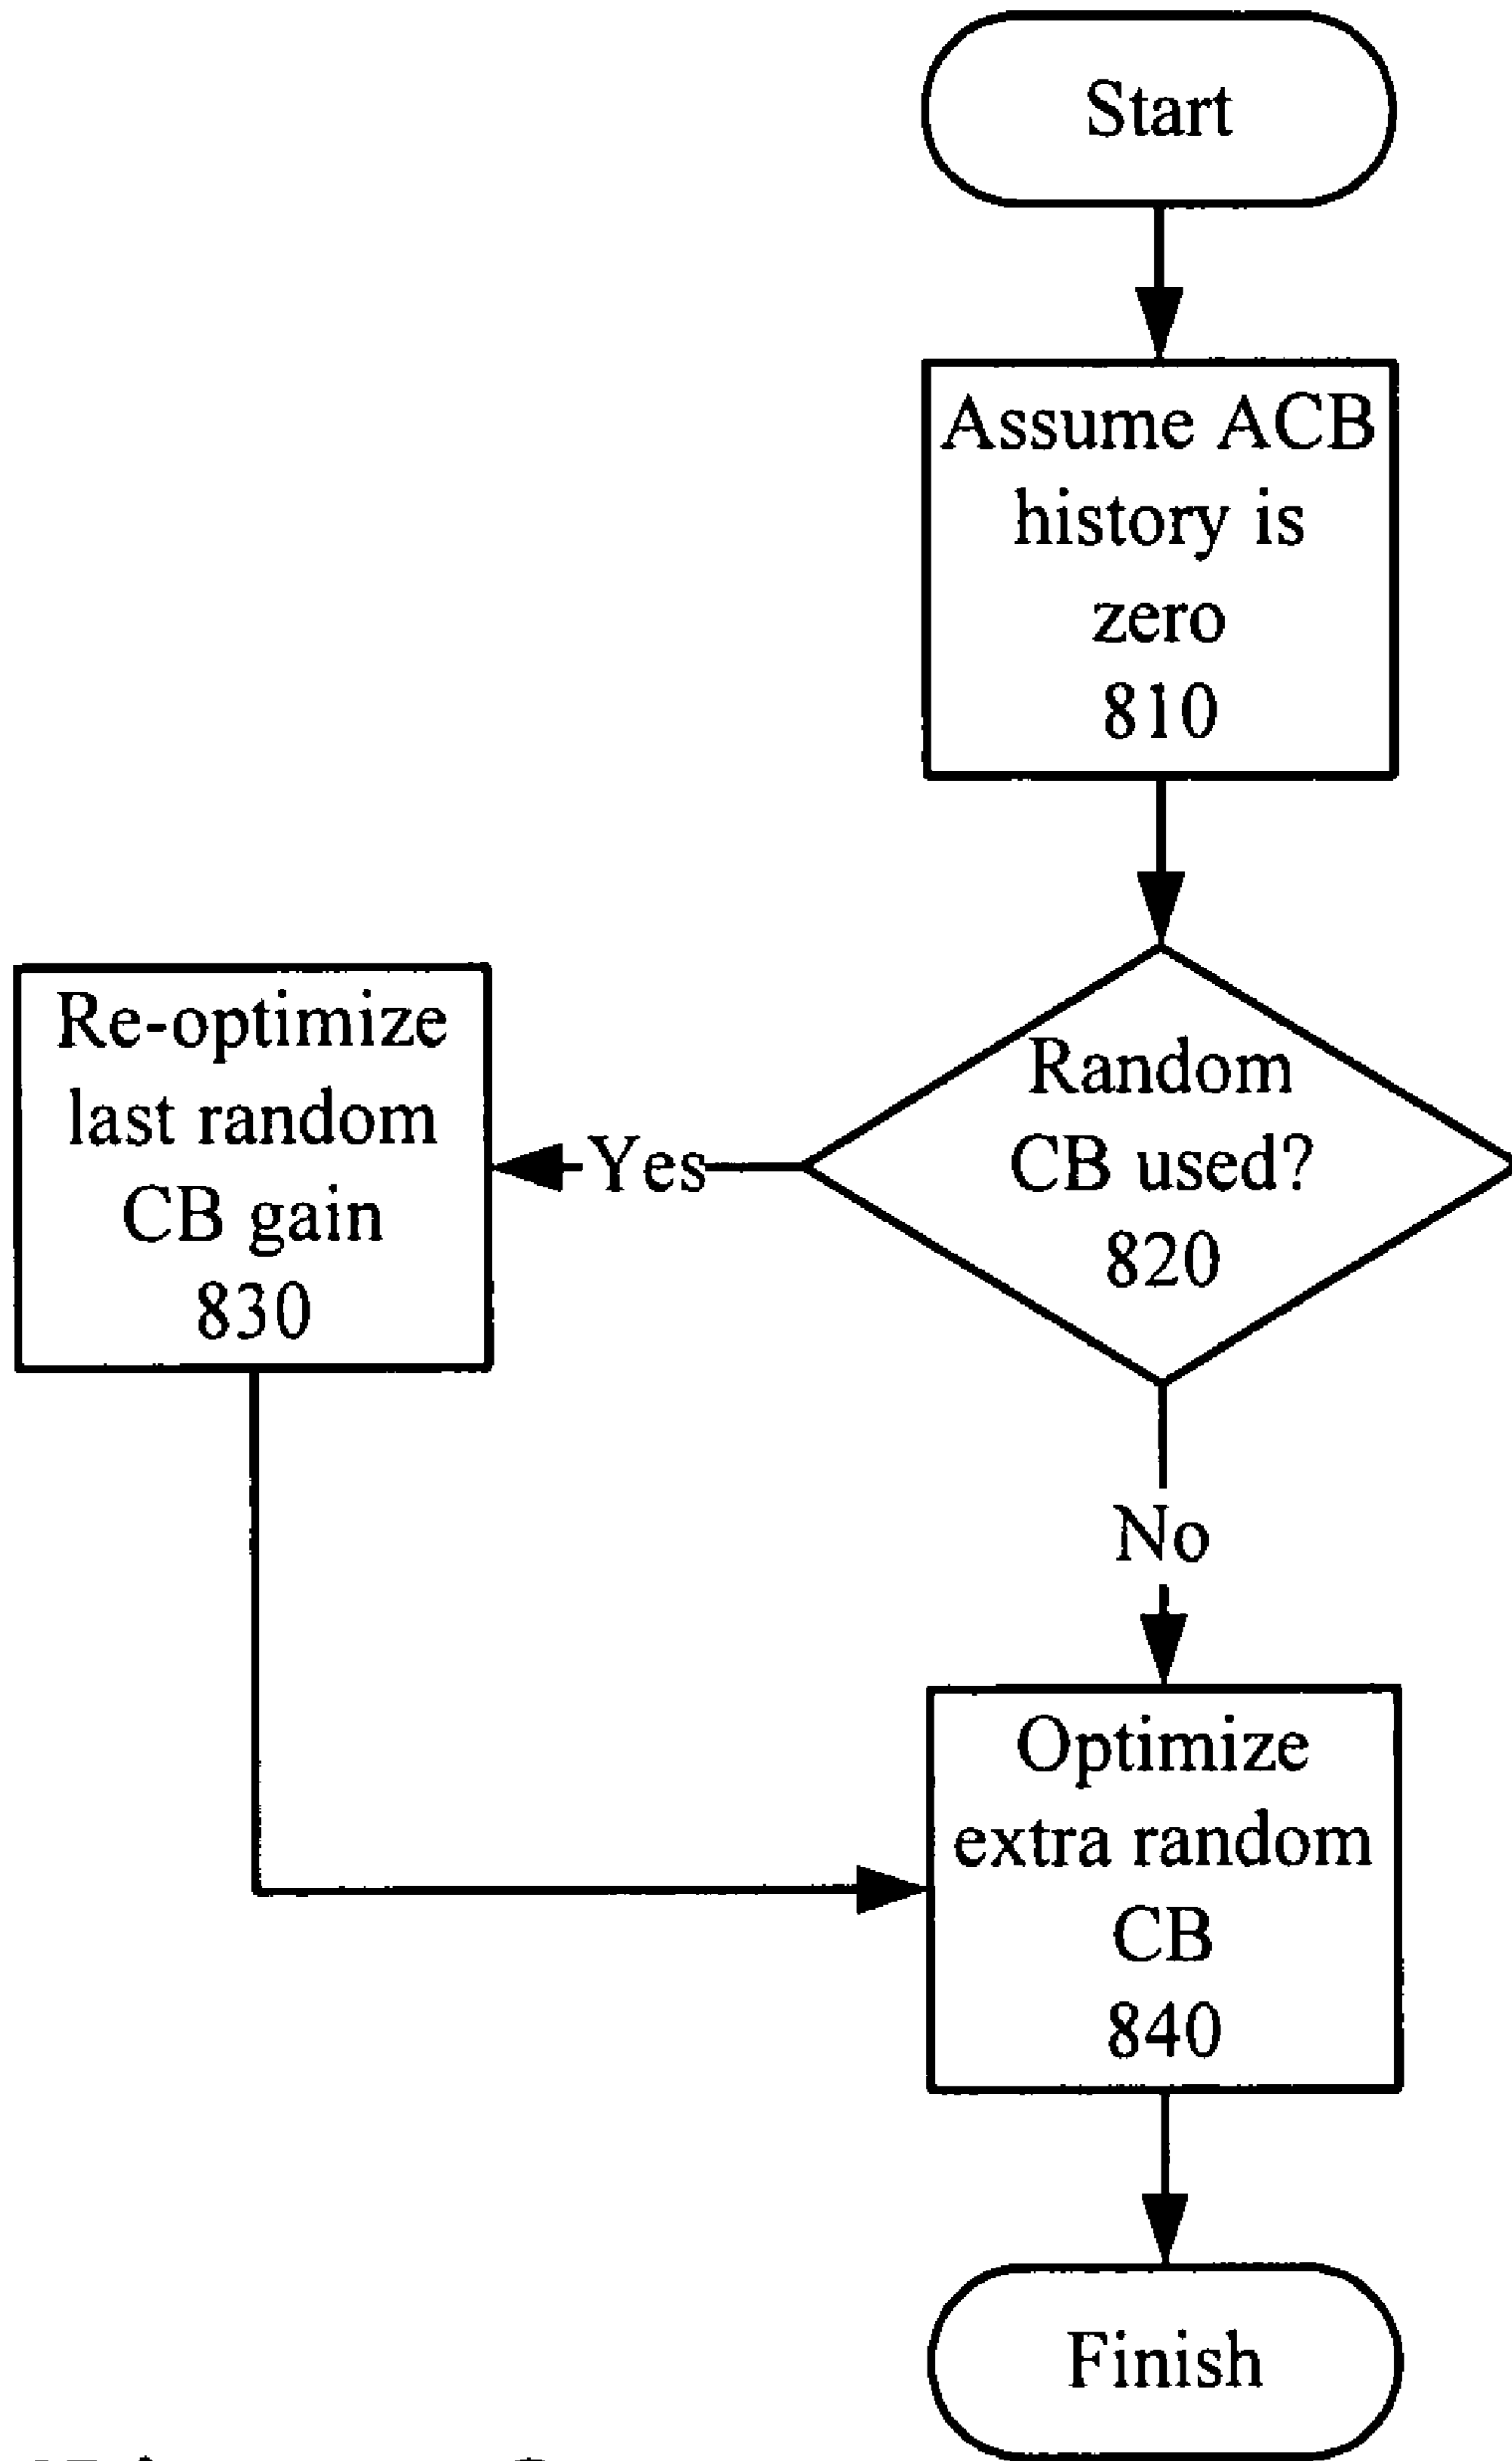 Start
Assume ACB
history is
zero
810
Random
CB used?
820
Yes
Re-optimize
last random
CB gain
830
No
Optimize
extra random
CB
840
Finish